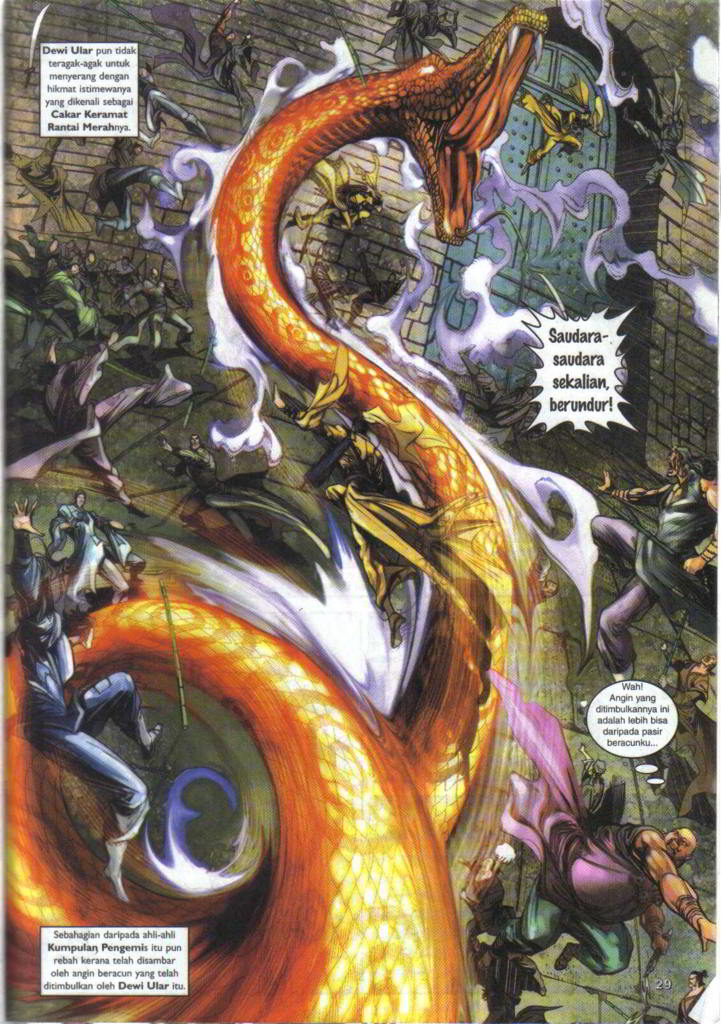 Dewi Ular pun tidak
teragak-agak untuk
menyerang dengan
hikmat istimewanya
yang dikenali sebagai
Cakar Keramat
Rantai Merahnya.
Saudara-
saudara
sekalian,
berundur!
Wah!
Angin yang
ditimbulkannya ini
adalah lebih bisa
daripada pasir
beracunku...
Sebahagian daripada ahli-ahli
Kumpulan Pengemis itu pun
rebah kerana telah disambar
oleh angin beracun yang telah
ditimbulkan oleh Dewi Ular itu.
29